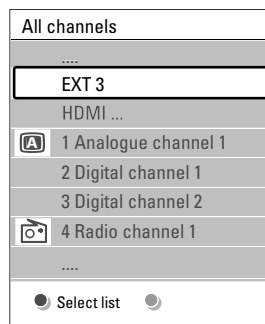 All channels
....
EXT 3
HDMI ...
A 1 Analogue channel 1
2 Digital channel 1
3 Digital channel 2
4 Radio channel 1
....
Select list